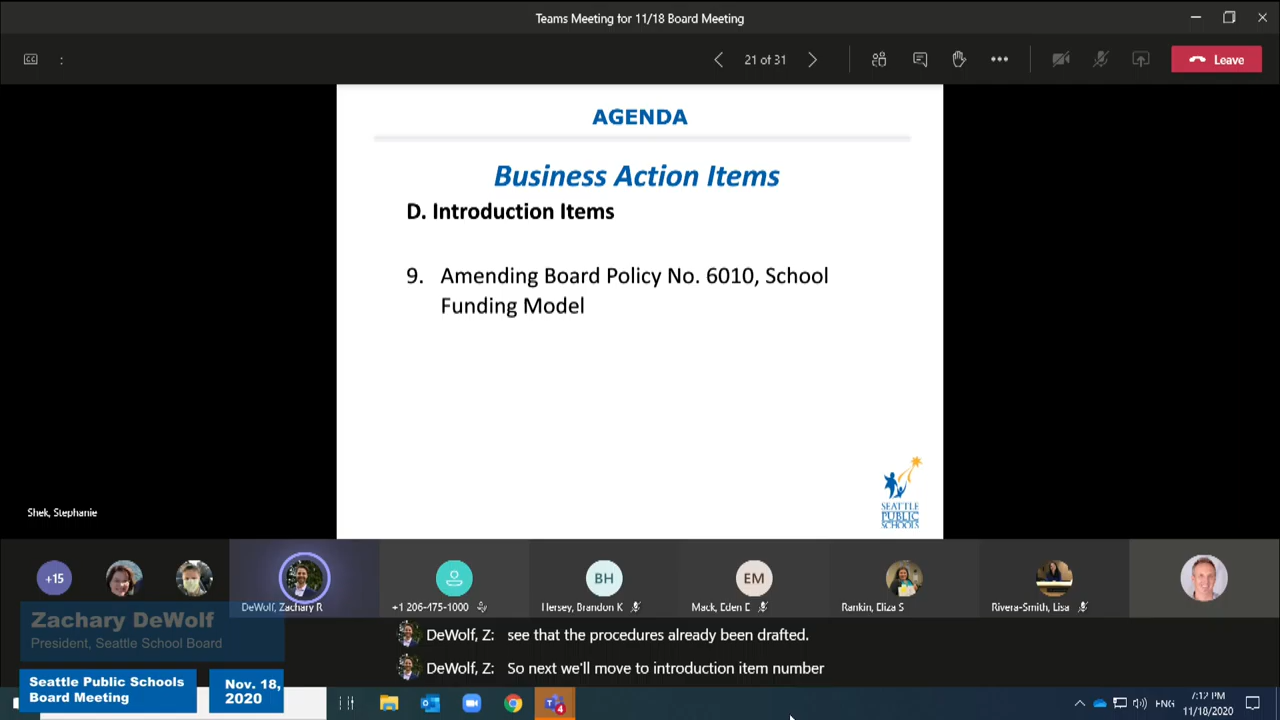 Teams Meeting for 11/18 Board Meeting
CC :
21 of 31
Leave
AGENDA
Business Action Items
D. Introduction Items
9. Amending Board Policy No. 6010, School
Funding Model
SEATTLE
PUBLIC
SCHOOLS
Shek, Stephanie
+15
BH
EM
DeWolf, Zachary R
+1 206-475-1000
Hersey, Brandon K
Mack, Eden E
Rankin, Eliza S
Rivera-Smith, Lisa
Zachary DeWolf
President, Seattle School Board
DeWolf, Z: see that the procedures already been drafted.
DeWolf, Z: So next we'll move to introduction item number
Seattle Public Schools
Board Meeting
Nov. 18,
2020
4
ENG
7:12 PM
11/18/2020